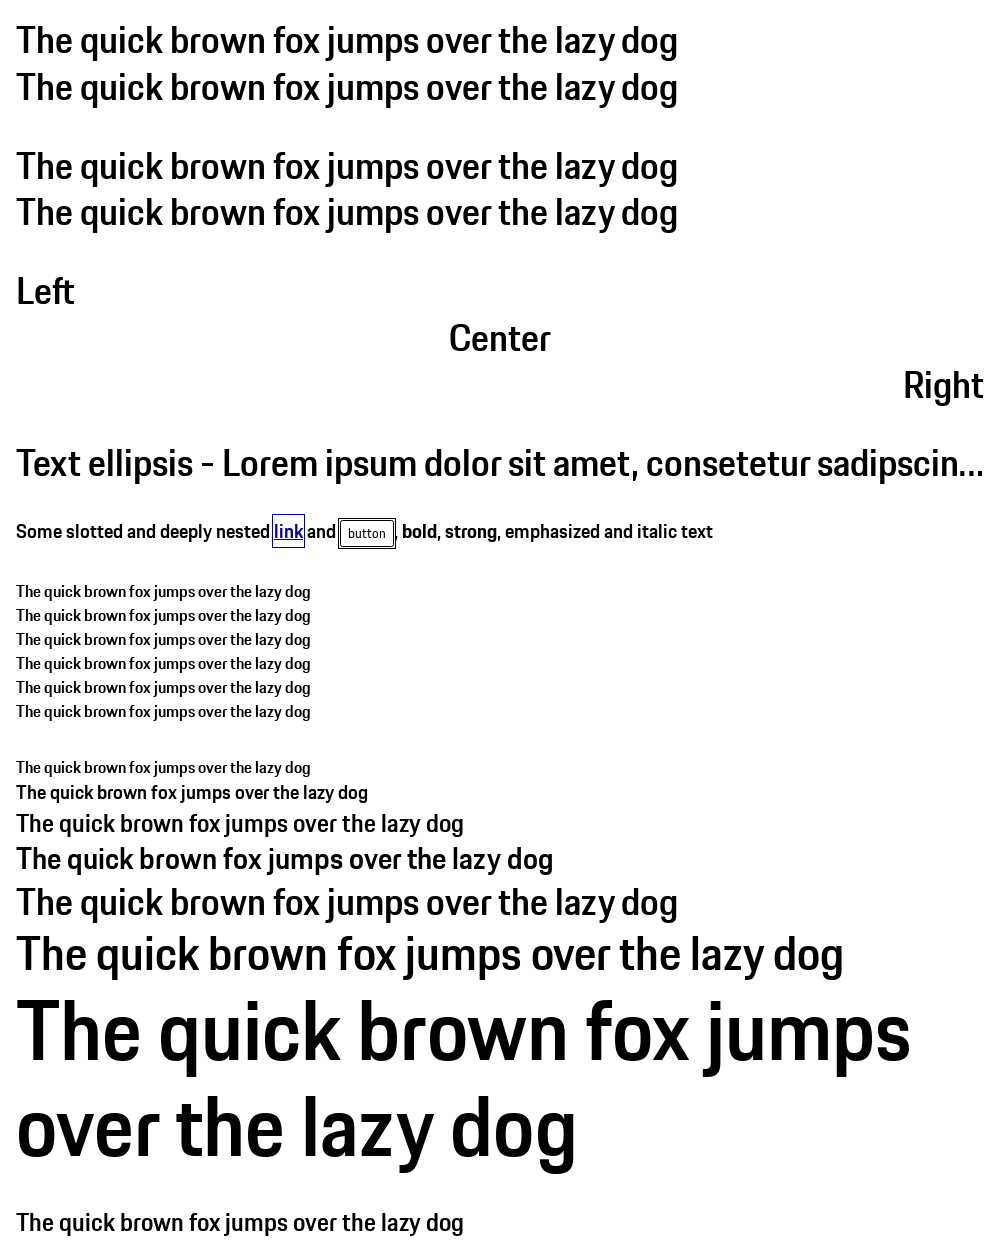 The quick brown fox jumps over the lazy dog
The quick brown fox jumps over the lazy dog
The quick brown fox jumps over the lazy dog
The quick brown fox jumps over the lazy dog
Left
Center
Right
Text ellipsis - Lorem ipsum dolor sit amet, consetetur sadipscin...
Some slotted and deeply nested link and button, bold, strong, emphasized and italic text
The quick brown fox jumps over the lazy dog
The quick brown fox jumps over the lazy dog
The quick brown fox jumps over the lazy dog
The quick brown fox jumps over the lazy dog
The quick brown fox jumps over the lazy dog
The quick brown fox jumps over the lazy dog
The quick brown fox jumps over the lazy dog
The quick brown fox jumps over the lazy dog
The quick brown fox jumps over the lazy dog
The quick brown fox jumps over the lazy dog
The quick brown fox jumps over the lazy dog
The quick brown fox jumps over the lazy dog
The quick brown fox jumps
over the lazy dog
The quick brown fox jumps over the lazy dog